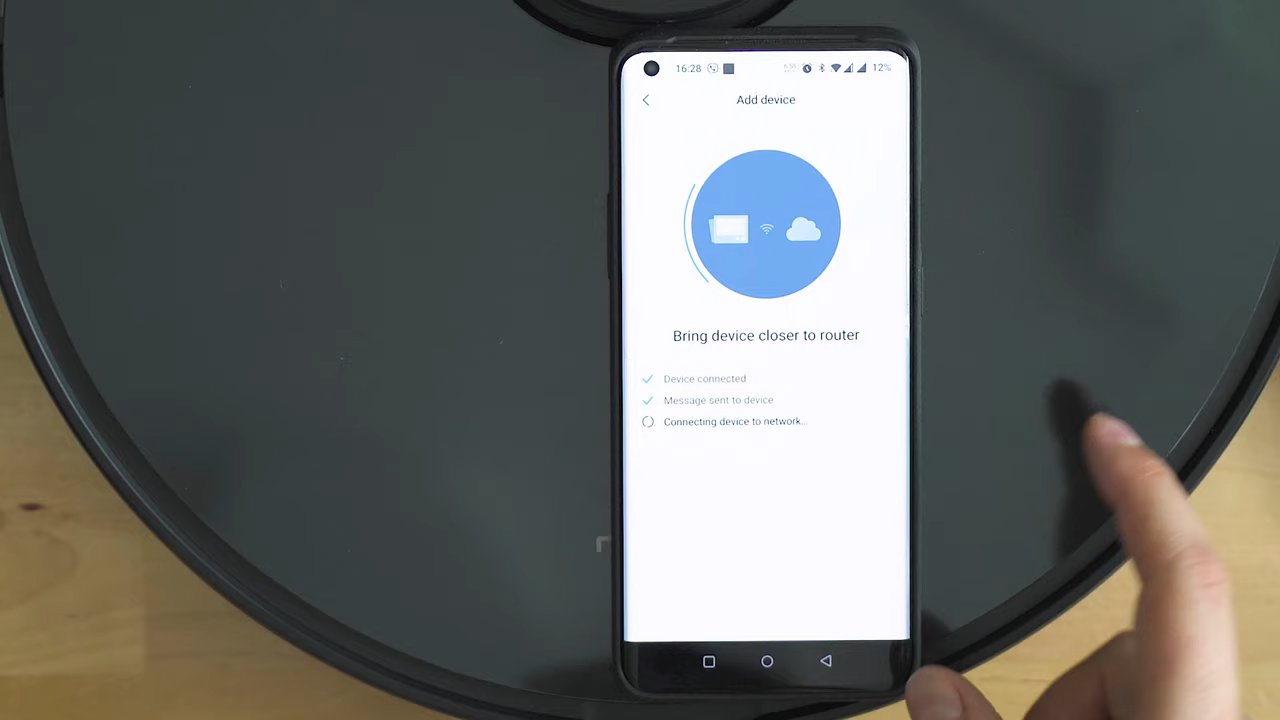 16:28
12%
Add device
Bring device closer to router
Device connected
Message sent to device
Connecting device to network...